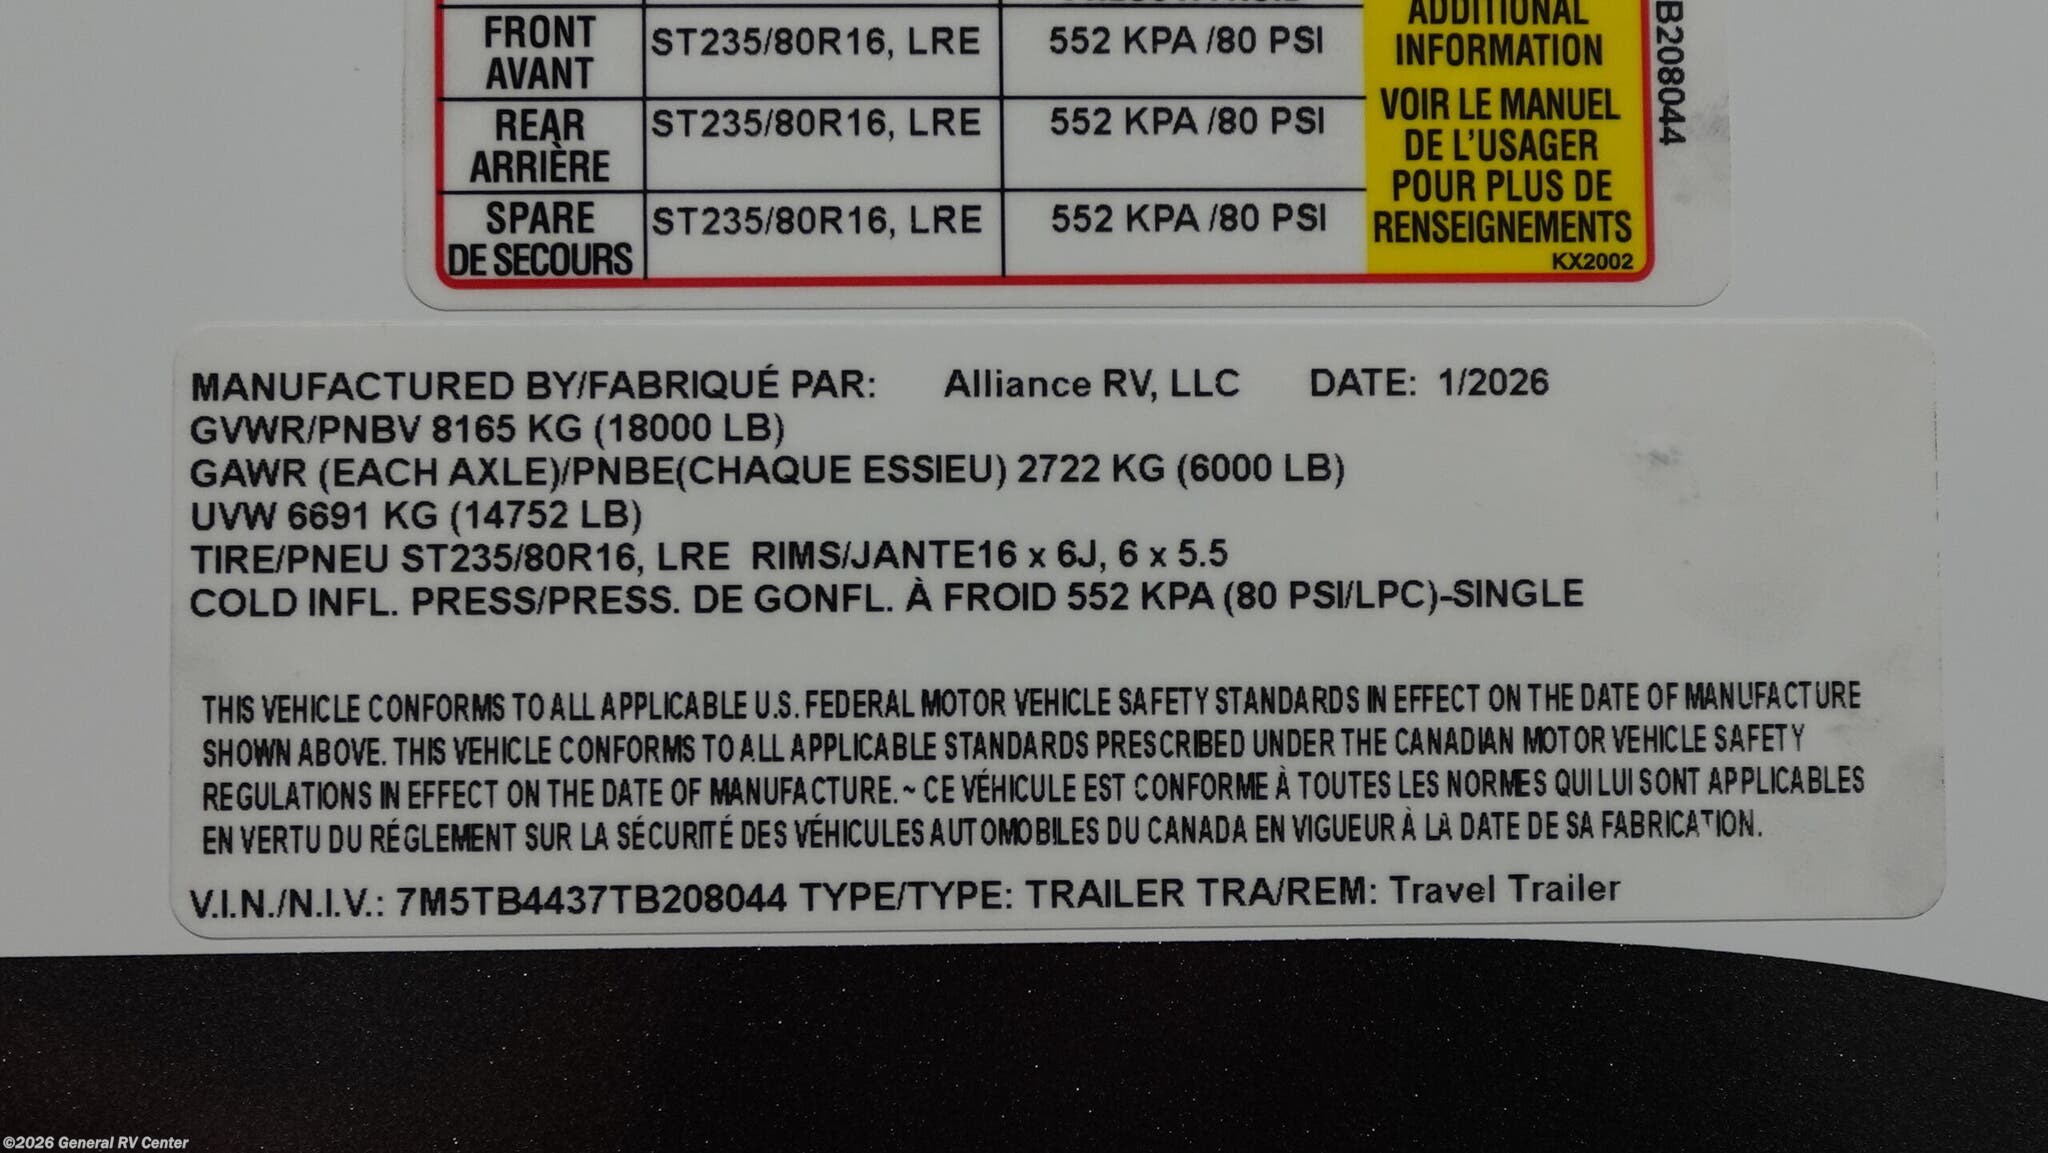 FRONT
AVANT
ST235/80R16, LRE
552 KPA /80 PSI
REAR
ARRIÈRE
ST235/80R16, LRE
552 KPA /80 PSI
SPARE
DE SECOURS
ST235/80R16, LRE
552 KPA /80 PSI
ADDITIONAL
INFORMATION
VOIR LE MANUEL
DE L'USAGER
POUR PLUS DE
RENSEIGNEMENTS
KX2002
B208044
MANUFACTURED BY/FABRIQUÉ PAR: Alliance RV, LLC DATE: 1/2026
GVWR/PNBV 8165 KG (18000 LB)
GAWR (EACH AXLE)/PNBE(CHAQUE ESSIEU) 2722 KG (6000 LB)
UVW 6691 KG (14752 LB)
TIRE/PNEU ST235/80R16, LRE RIMS/JANTE16 x 6J, 6 x 5.5
COLD INFL. PRESS/PRESS. DE GONFL. À FROID 552 KPA (80 PSI/LPC)-SINGLE
THIS VEHICLE CONFORMS TO ALL APPLICABLE U.S. FEDERAL MOTOR VEHICLE SAFETY STANDARDS IN EFFECT ON THE DATE OF MANUFACTURE
SHOWN ABOVE. THIS VEHICLE CONFORMS TO ALL APPLICABLE STANDARDS PRESCRIBED UNDER THE CANADIAN MOTOR VEHICLE SAFETY
REGULATIONS IN EFFECT ON THE DATE OF MANUFACTURE. ~ CE VÉHICULE EST CONFORME À TOUTES LES NORMES QUI LUI SONT APPLICABLES
EN VERTU DU RÉGLEMENT SUR LA SÉCURITÉ DES VÉHICULES AUTOMOBILES DU CANADA EN VIGUEUR À LA DATE DE SA FABRICATION.
V.I.N./N.I.V.: 7M5TB4437TB208044 TYPE/TYPE: TRAILER TRA/REM: Travel Trailer
©2026 General RV Center